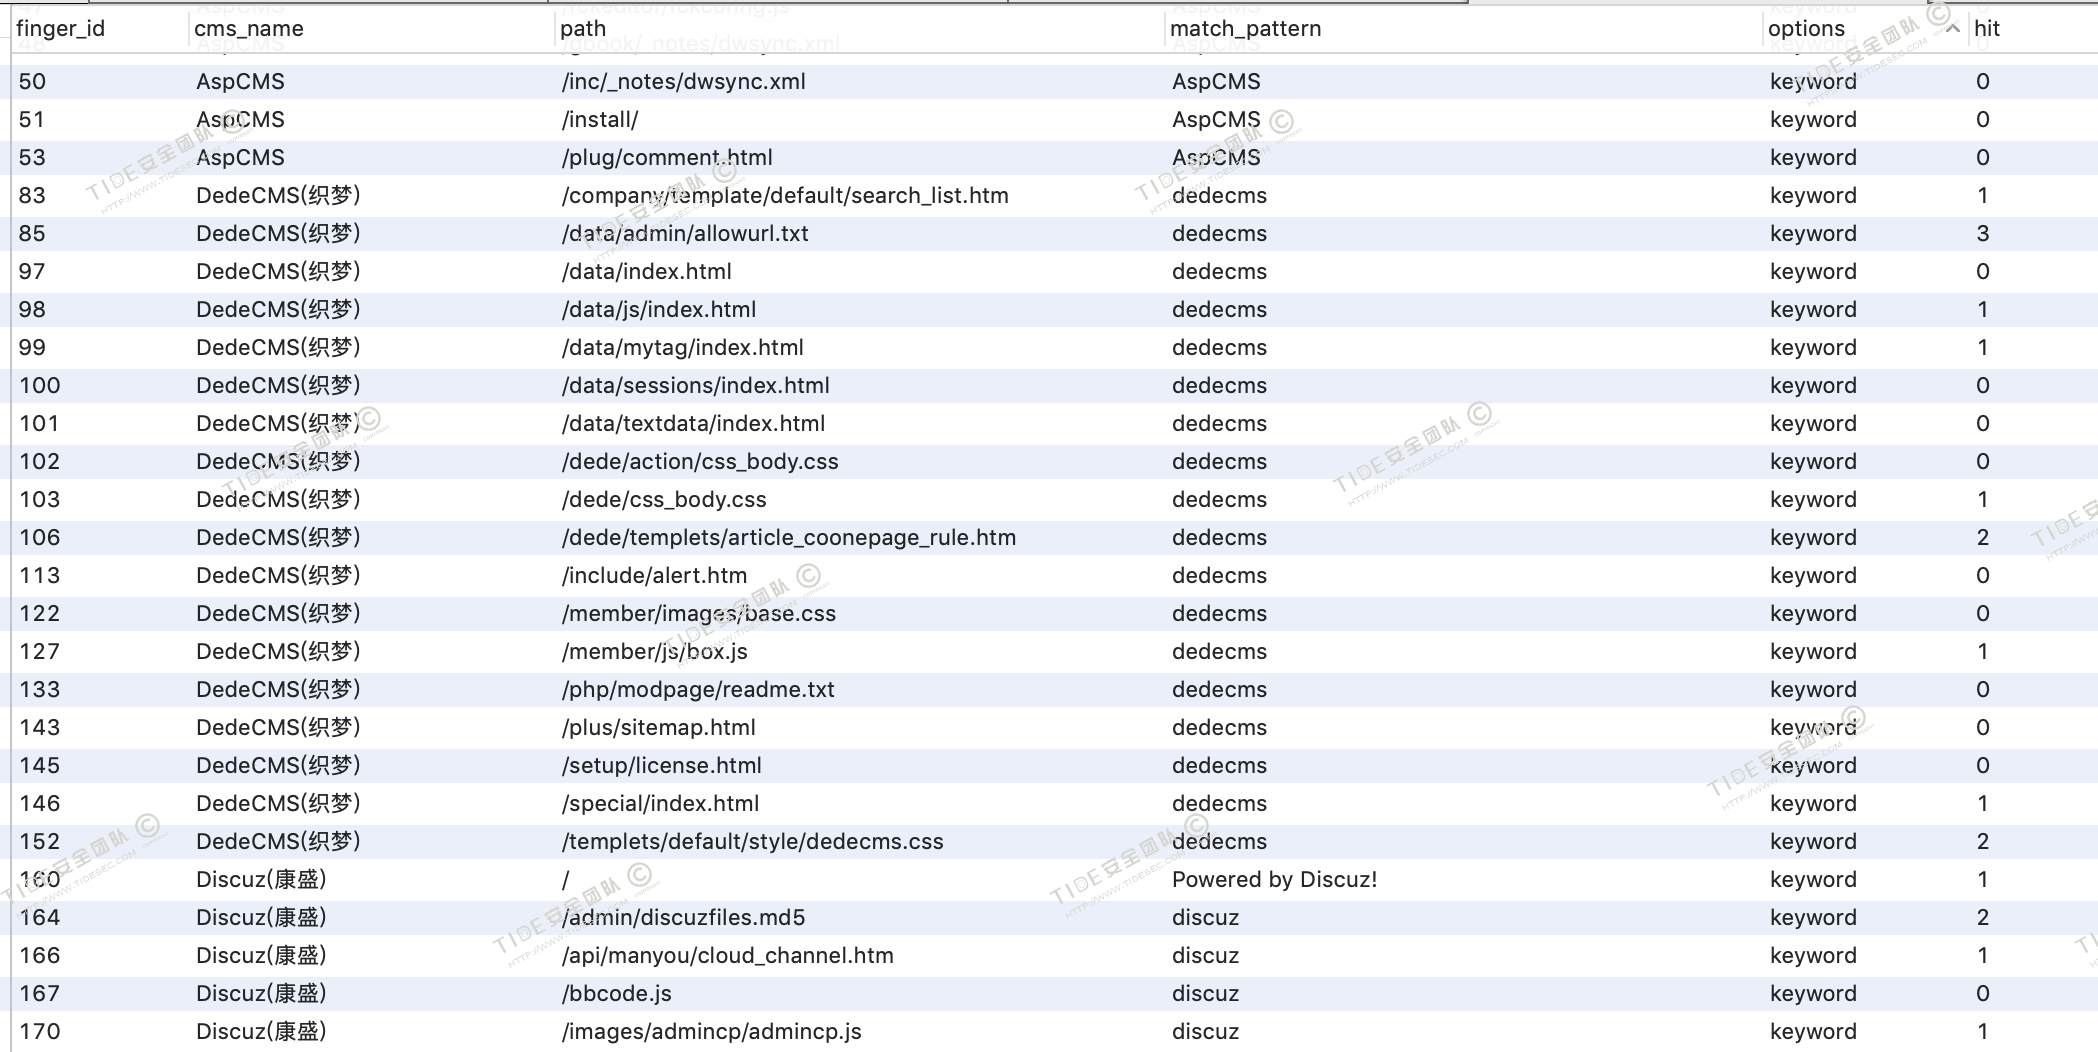 finger_id cms_name path match_pattern options hit
50 AspCMS /inc/_notes/dwsync.xml AspCMS keyword 0
51 AspCMS /install/ AspCMS keyword 0
53 AspCMS /plug/comment.html AspCMS keyword 0
83 DedeCMS(织梦) /company/template/default/search_list.htm dedecms keyword 1
85 DedeCMS(织梦) /data/admin/allowurl.txt dedecms keyword 3
97 DedeCMS(织梦) /data/index.html dedecms keyword 0
98 DedeCMS(织梦) /data/js/index.html dedecms keyword 1
99 DedeCMS(织梦) /data/mytag/index.html dedecms keyword 1
100 DedeCMS(织梦) /data/sessions/index.html dedecms keyword 0
101 DedeCMS(织梦) /data/textdata/index.html dedecms keyword 0
102 DedeCMS(织梦) /dede/action/css_body.css dedecms keyword 0
103 DedeCMS(织梦) /dede/css_body.css dedecms keyword 1
106 DedeCMS(织梦) /dede/templets/article_coonepage_rule.htm dedecms keyword 2
113 DedeCMS(织梦) /include/alert.htm dedecms keyword 0
122 DedeCMS(织梦) /member/images/base.css dedecms keyword 0
127 DedeCMS(织梦) /member/js/box.js dedecms keyword 1
133 DedeCMS(织梦) /php/modpage/readme.txt dedecms keyword 0
143 DedeCMS(织梦) /plus/sitemap.html dedecms keyword 0
145 DedeCMS(织梦) /setup/license.html dedecms keyword 0
146 DedeCMS(织梦) /special/index.html dedecms keyword 1
152 DedeCMS(织梦) /templets/default/style/dedecms.css dedecms keyword 2
160 Discuz(康盛) / Powered by Discuz! keyword 1
164 Discuz(康盛) /admin/discuzfiles.md5 discuz keyword 2
166 Discuz(康盛) /api/manyou/cloud_channel.htm discuz keyword 1
167 Discuz(康盛) /bbcode.js discuz keyword 0
170 Discuz(康盛) /images/admincp/admincp.js discuz keyword 1
TIDE安全团队 ©
HTTP://WWW.TIDESEC.COM